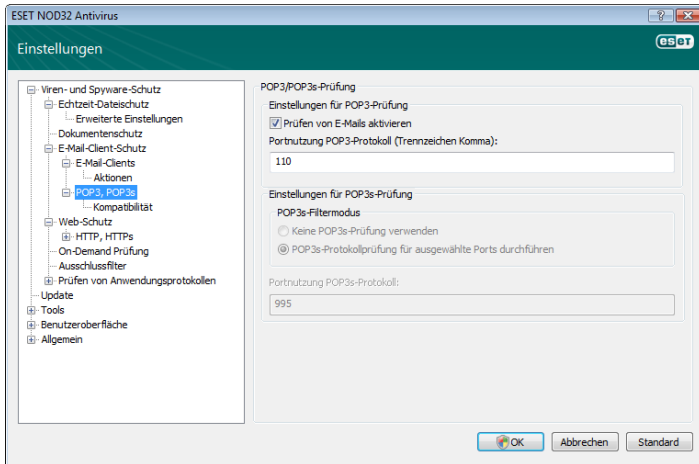 ESET NOD32 Antivirus
Einstellungen
eseT
Viren- und Spyware-Schutz
Echtzeit-Dateischutz
Erweiterte Einstellungen
Dokumentenschutz
E-Mail-Client-Schutz
E-Mail-Clients
Aktionen
POP3, POP3s
Kompatibilität
Web-Schutz
HTTP, HTTPs
On-Demand Prüfung
Ausschlussfilter
Prüfen von Anwendungsprotokollen
Update
Tools
Benutzeroberfläche
Allgemein
POP3/POP3s-Prüfung
Einstellungen für POP3-Prüfung
Prüfen von E-Mails aktivieren
Portnutzung POP3-Protokoll (Trennzeichen Komma):
110
Einstellungen für POP3s-Prüfung
POP3s-Filtermodus
Keine POP3s-Prüfung verwenden
POP3s-Protokollprüfung für ausgewählte Ports durchführen
Portnutzung POP3s-Protokoll:
995
OK
Abbrechen
Standard